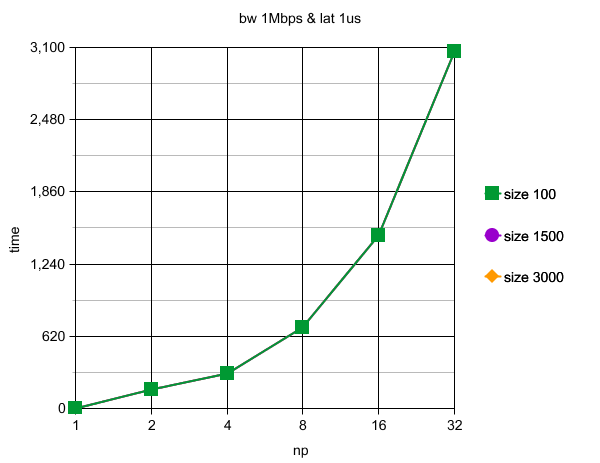 bw 1Mbps & lat 1us
3,100
2,480
1,860
1,240
620
0
time
1 2 4 8 16 32
np
size 100
size 1500
size 3000